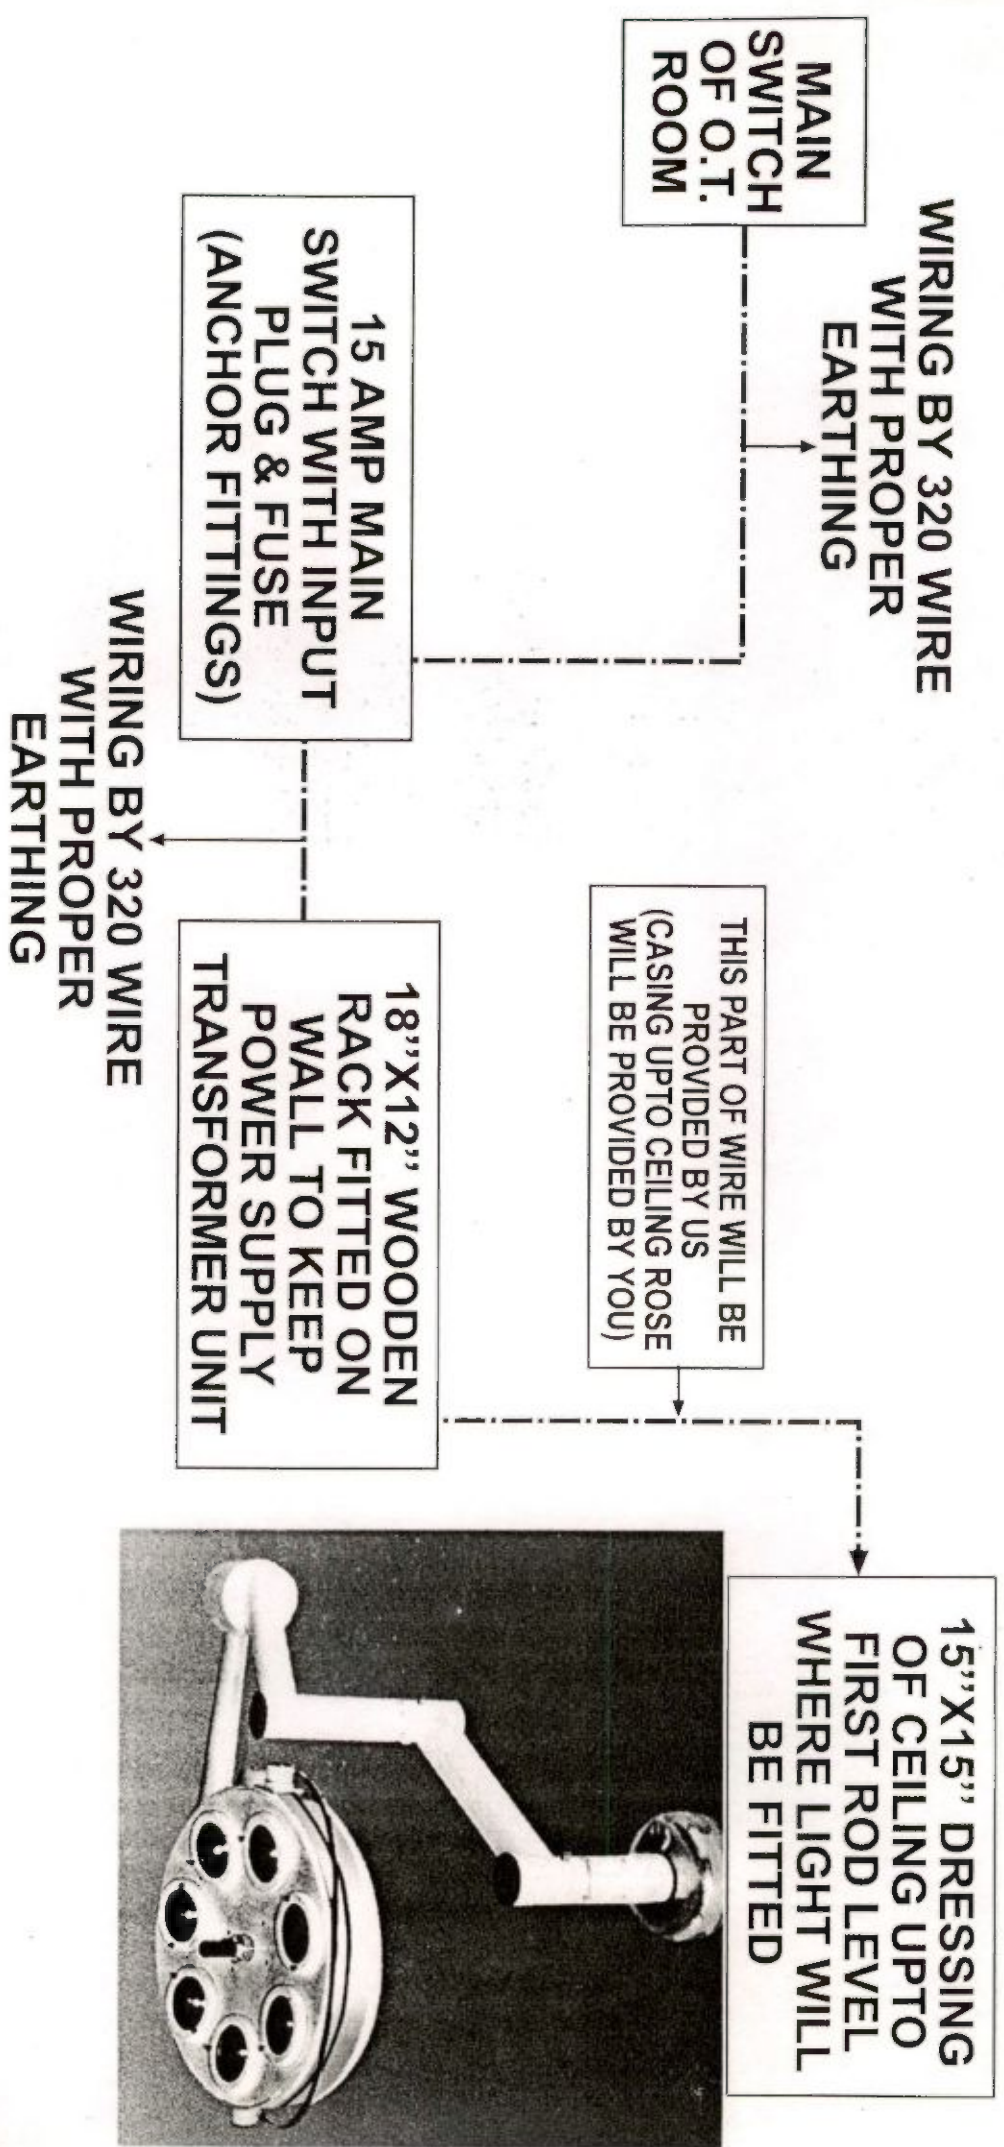 MAIN
SWITCH
OF O.T.
ROOM
WIRING BY 320 WIRE
WITH PROPER
EARTHING
15 AMP MAIN
SWITCH WITH INPUT
PLUG & FUSE
(ANCHOR FITTINGS)
WIRING BY 320 WIRE
WITH PROPER
EARTHING
THIS PART OF WIRE WILL BE
PROVIDED BY US
(CASING UPTO CEILING ROSE
WILL BE PROVIDED BY YOU)
18’’X12’’ WOODEN
RACK FITTED ON
WALL TO KEEP
POWER SUPPLY
TRANSFORMER UNIT
15’’X15’’ DRESSING
OF CEILING UPTO
FIRST ROD LEVEL
WHERE LIGHT WILL
BE FITTED